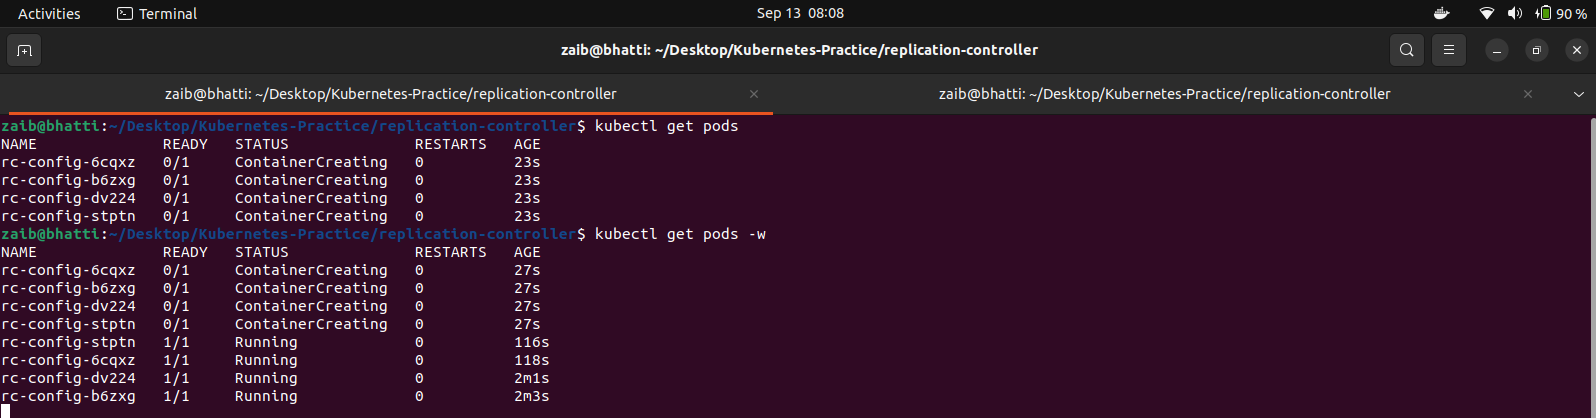 Activities Terminal Sep 13 08:08 90 %
zaib@bhatti: ~/Desktop/Kubernetes-Practice/replication-controller
zaib@bhatti: ~/Desktop/Kubernetes-Practice/replication-controller zaib@bhatti: ~/Desktop/Kubernetes-Practice/replication-controller
zaib@bhatti:~/Desktop/Kubernetes-Practice/replication-controller$ kubectl get pods
NAME READY STATUS RESTARTS AGE
rc-config-6cqxz 0/1 ContainerCreating 0 23s
rc-config-b6zxg 0/1 ContainerCreating 0 23s
rc-config-dv224 0/1 ContainerCreating 0 23s
rc-config-stptn 0/1 ContainerCreating 0 23s
zaib@bhatti:~/Desktop/Kubernetes-Practice/replication-controller$ kubectl get pods -w
NAME READY STATUS RESTARTS AGE
rc-config-6cqxz 0/1 ContainerCreating 0 27s
rc-config-b6zxg 0/1 ContainerCreating 0 27s
rc-config-dv224 0/1 ContainerCreating 0 27s
rc-config-stptn 0/1 ContainerCreating 0 27s
rc-config-stptn 1/1 Running 0 116s
rc-config-6cqxz 1/1 Running 0 118s
rc-config-dv224 1/1 Running 0 2m1s
rc-config-b6zxg 1/1 Running 0 2m3s